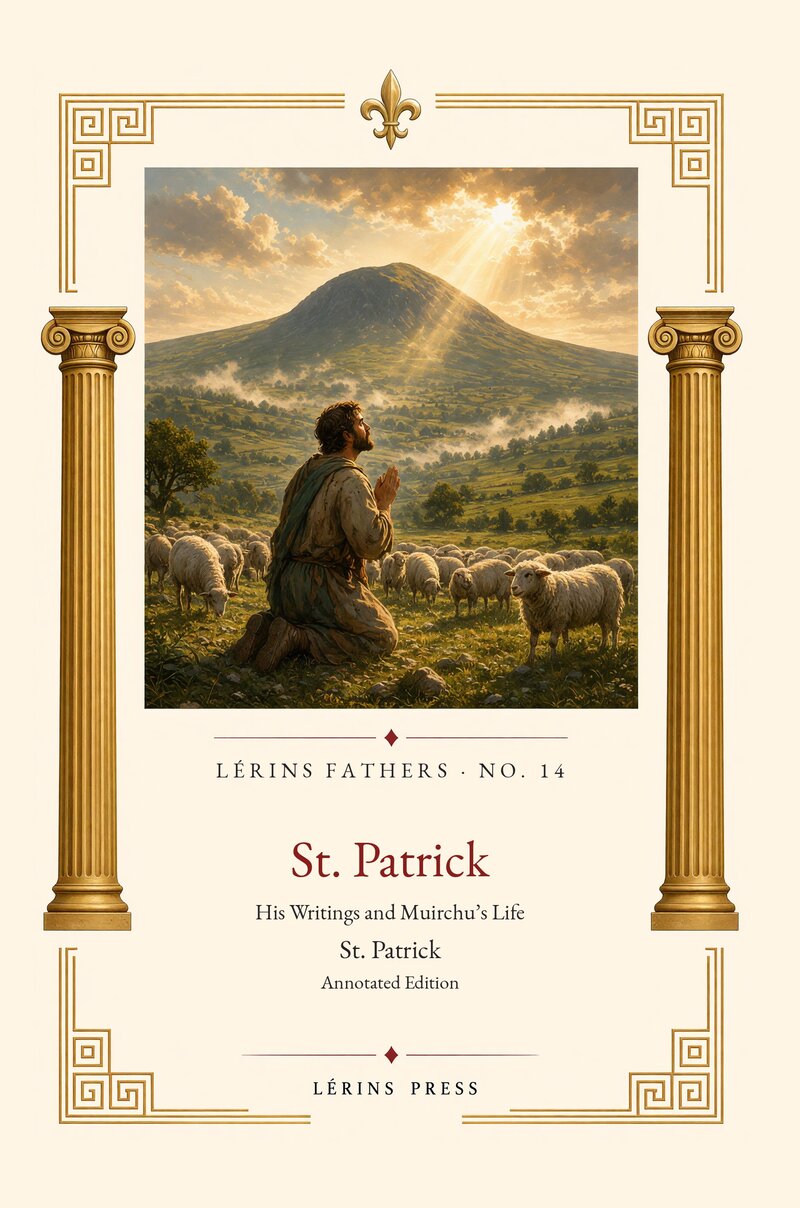 LÉRINS FATHERS · NO. 14
St. Patrick
His Writings and Muirchu’s Life
St. Patrick
Annotated Edition
LÉRINS PRESS